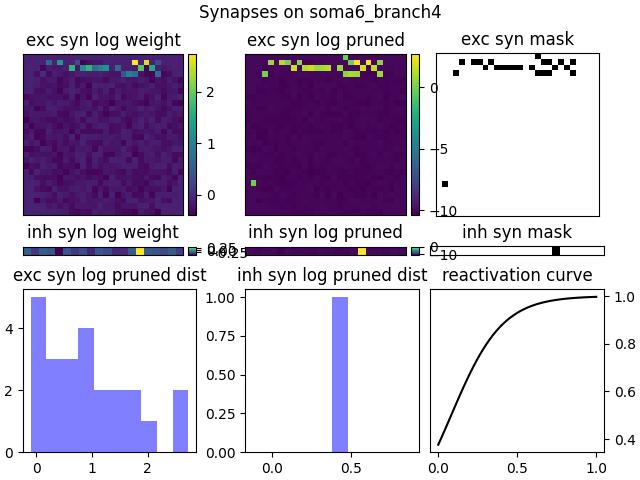 Synapses on soma6_branch4
exc syn log weight
exc syn log pruned
exc syn mask
2
1
0
0
−5
−10
inh syn log weight
inh syn log pruned
inh syn mask
0.25
0
10
exc syn log pruned dist
inh syn log pruned dist
reactivation curve
4
2
0
0
1
2
1.00
0.75
0.50
0.25
0.00
0.0
0.5
1.0
0.8
0.6
0.4
0.0
0.5
1.0